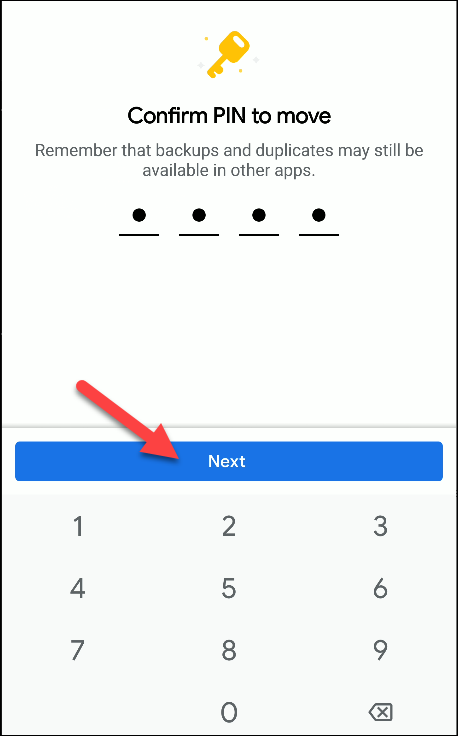 Confirm PIN to move
Remember that backups and duplicates may still be
available in other apps.
Next
1 2 3
4 5 6
7 8 9
0